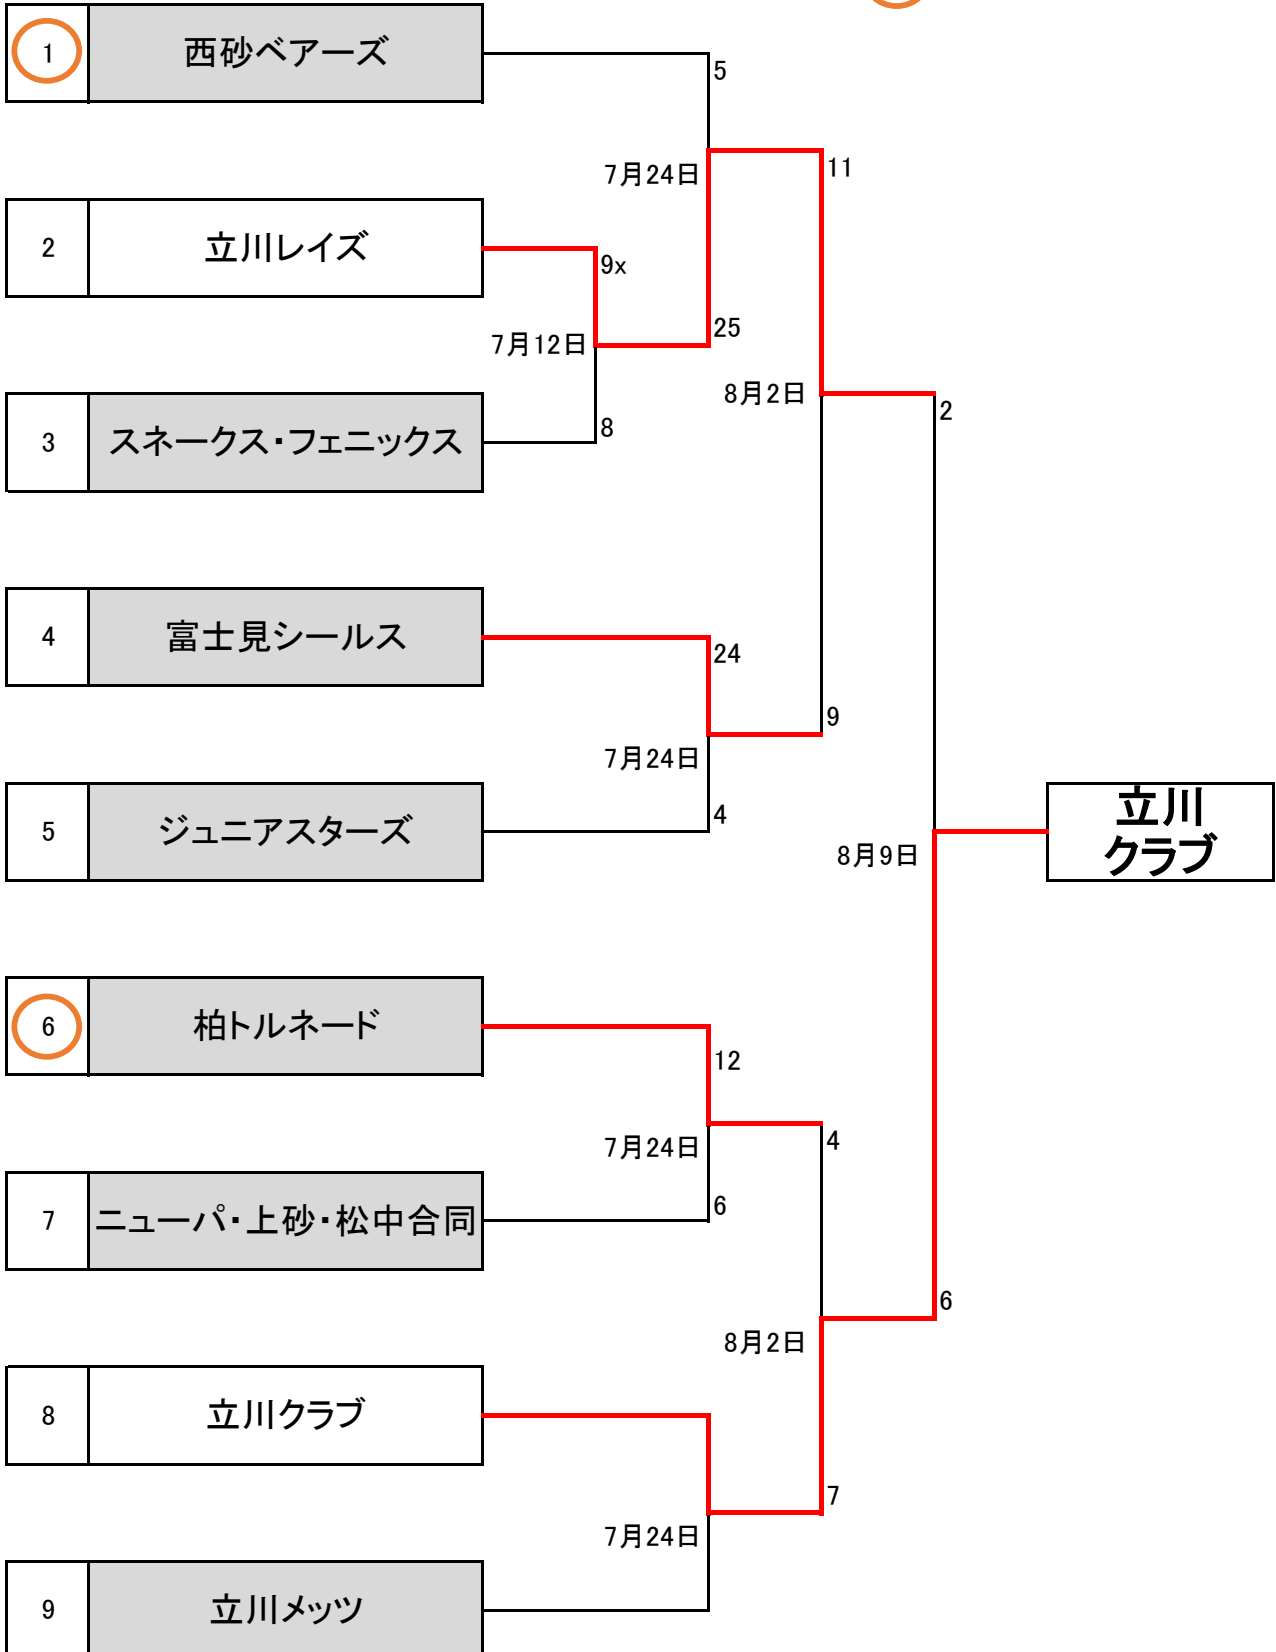 1 西砂ベアーズ
5
7月24日
11
2 立川レイズ
9x
25
7月12日
8月2日
2
3 スネークス・フェニックス
8
4 富士見シールス
24
9
7月24日
5 ジュニアスターズ
4
立川
クラブ
8月9日
6 柏トルネード
12
7月24日
4
7 ニューパ・上砂・松中合同
6
6
8月2日
8 立川クラブ
7
7月24日
9 立川メッツ